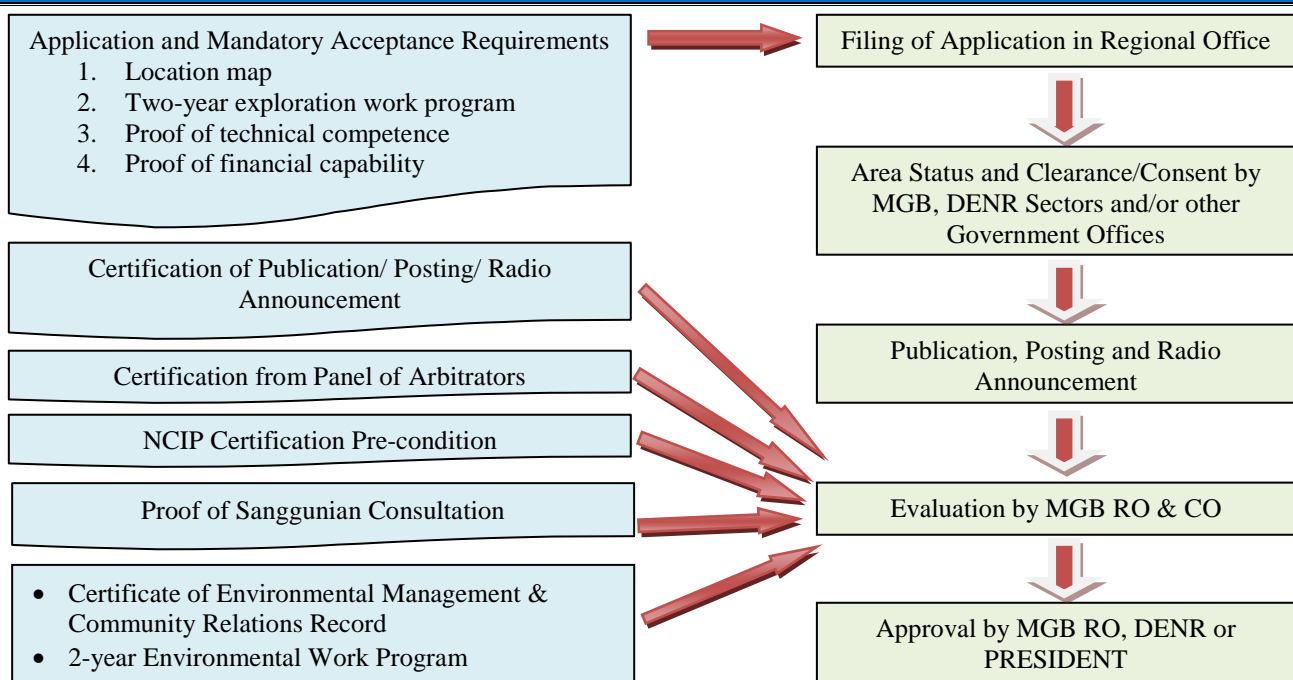 Application and Mandatory Acceptance Requirements
1. Location map
2. Two-year exploration work program
3. Proof of technical competence
4. Proof of financial capability
Certification of Publication/ Posting/ Radio
Announcement
Certification from Panel of Arbitrators
NCIP Certification Pre-condition
Proof of Sanggunian Consultation
• Certificate of Environmental Management &
Community Relations Record
• 2-year Environmental Work Program
Filing of Application in Regional Office
Area Status and Clearance/Consent by
MGB, DENR Sectors and/or other
Government Offices
Publication, Posting and Radio
Announcement
Evaluation by MGB RO & CO
Approval by MGB RO, DENR or
PRESIDENT